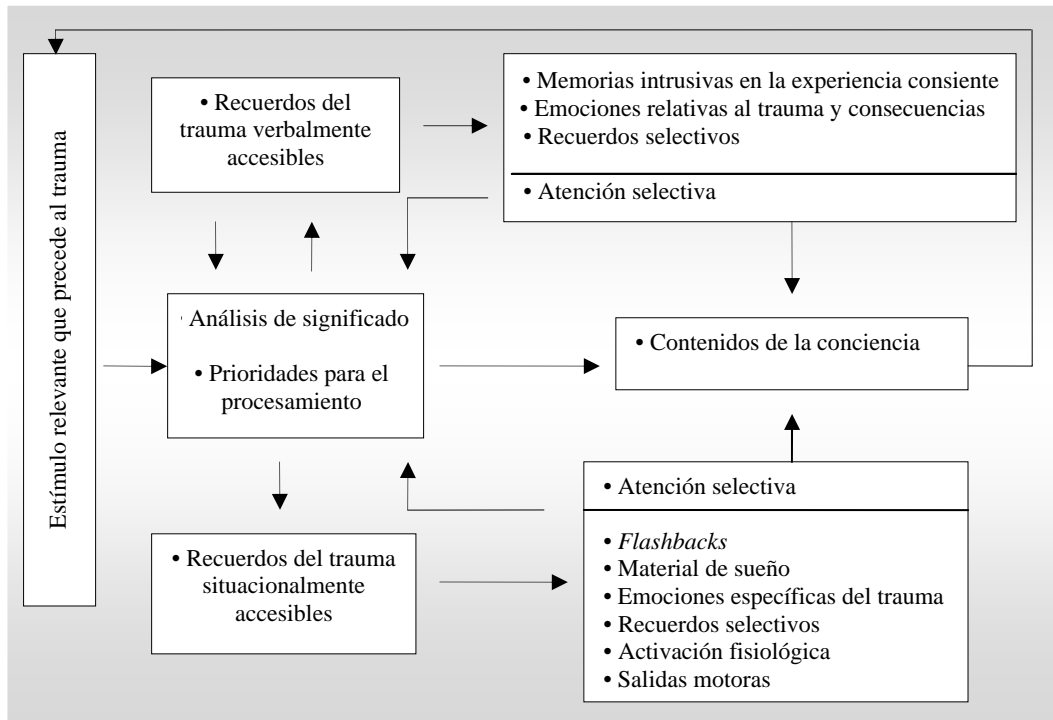 Estímulo relevante que precede al trauma
• Recuerdos del
trauma verbalmente
accesibles
• Memorias intrusivas en la experiencia consiente
• Emociones relativas al trauma y consecuencias
• Recuerdos selectivos
• Atención selectiva
· Análisis de significado
• Prioridades para el
procesamiento
• Contenidos de la conciencia
• Recuerdos del trauma
situacionalmente
accesibles
• Atención selectiva
• Flashbacks
• Material de sueño
• Emociones específicas del trauma
• Recuerdos selectivos
• Activación fisiológica
• Salidas motoras